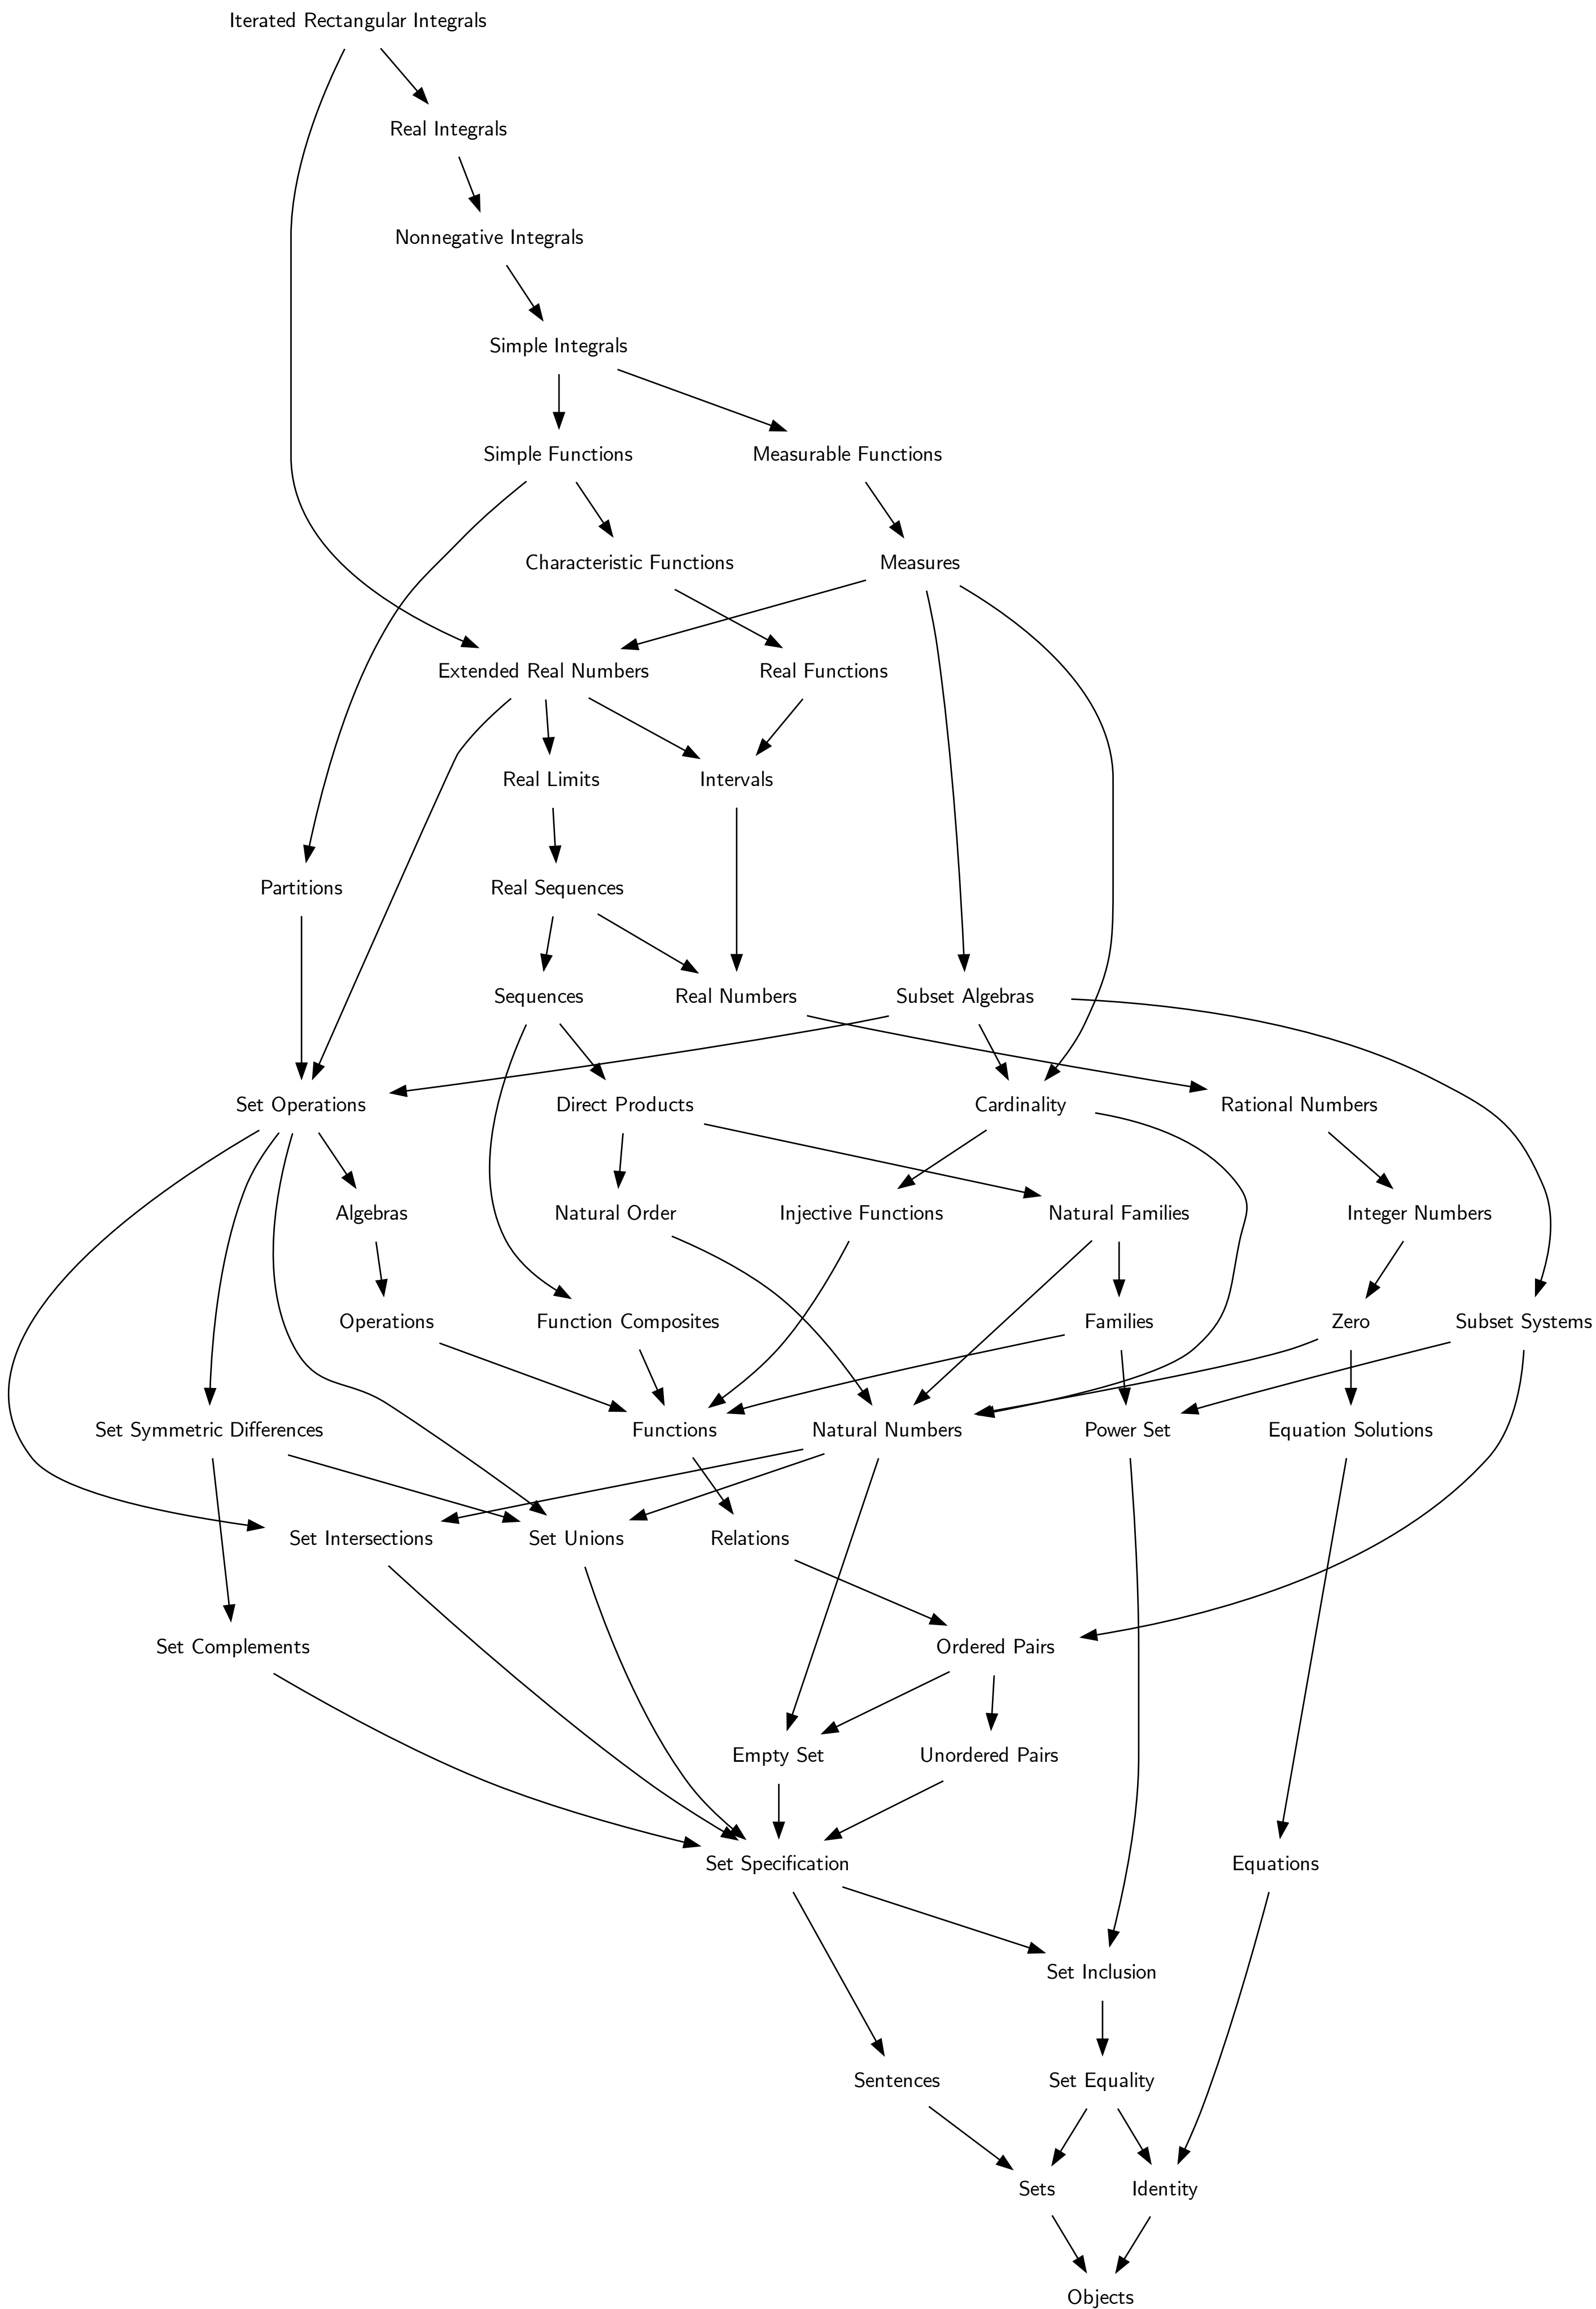 Iterated Rectangular Integrals
Real Integrals
Nonnegative Integrals
Simple Integrals
Simple Functions
Measurable Functions
Characteristic Functions
Measures
Extended Real Numbers
Real Functions
Real Limits
Intervals
Partitions
Real Sequences
Sequences
Real Numbers
Subset Algebras
Set Operations
Direct Products
Cardinality
Rational Numbers
Algebras
Natural Order
Injective Functions
Natural Families
Integer Numbers
Operations
Function Composites
Families
Zero
Subset Systems
Set Symmetric Differences
Functions
Natural Numbers
Power Set
Equation Solutions
Set Intersections
Set Unions
Relations
Set Complements
Ordered Pairs
Empty Set
Unordered Pairs
Set Specification
Equations
Set Inclusion
Sentences
Set Equality
Sets
Identity
Objects